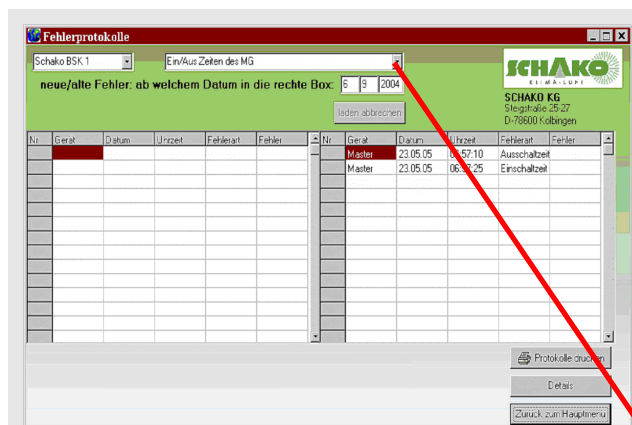 Fehlerprotokolle
Schako BSK 1
Ein/Aus Zeiten des MG
neue/alte Fehler: ab welchem Datum in die rechte Box: 6 9 2004
laden abbrechen
SCHAKO
KLIMA-LUFT
SCHAKO KG
Steigstraße 25-27
D-78600 Kolbingen
Nr Gerät Datum Uhrzeit Fehlerart Fehler Nr Gerät Datum Uhrzeit Fehlerart Fehler
Master 23.05.05 06:57:10 Ausschaltzeit
Master 23.05.05 06:57:25 Einschaltzeit
Protokolle drucken
Details
Zurück zum Hauptmenü